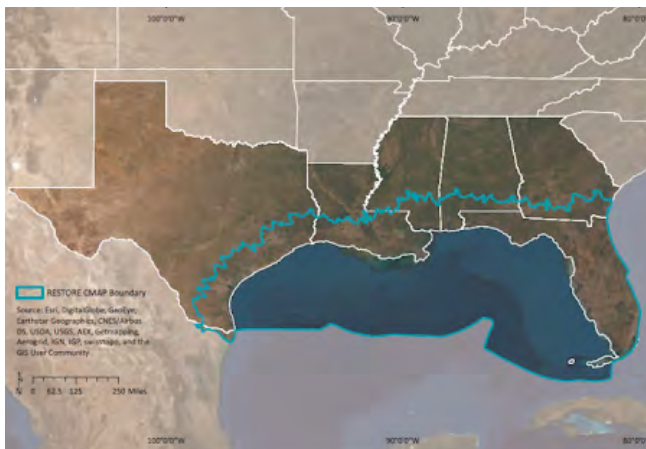 100°0'0"W 90°0'0"W 80°0'0"W
RESTORE CMAP Boundary
Source: Esri, DigitalGlobe, GeoEye,
Earthstar Geographics, CNES/Airbus
DS, USDA, USGS, AEX, Getmapping,
Aerogrid, IGN, IGP, swisstopo, and the
GIS User Community
N 0 62.5 125 250 Miles
100°0'0"W 90°0'0"W 80°0'0"W